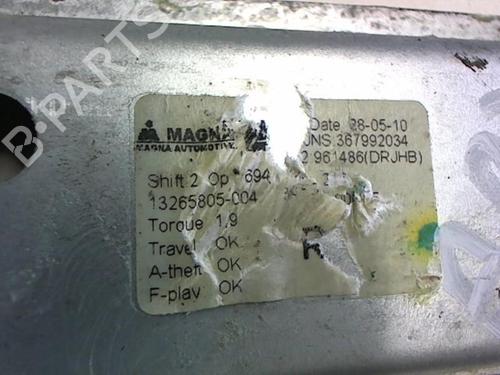 B-PARTS
MAGNA
MAGNA AUTOMOTIVE
Date 28-05-10
UNS 367992034
961486(DRJHB)
Shift 2 Op 694
13265805-004
Torque 1,9
Travel OK
A-theft OK
F-play OK
R